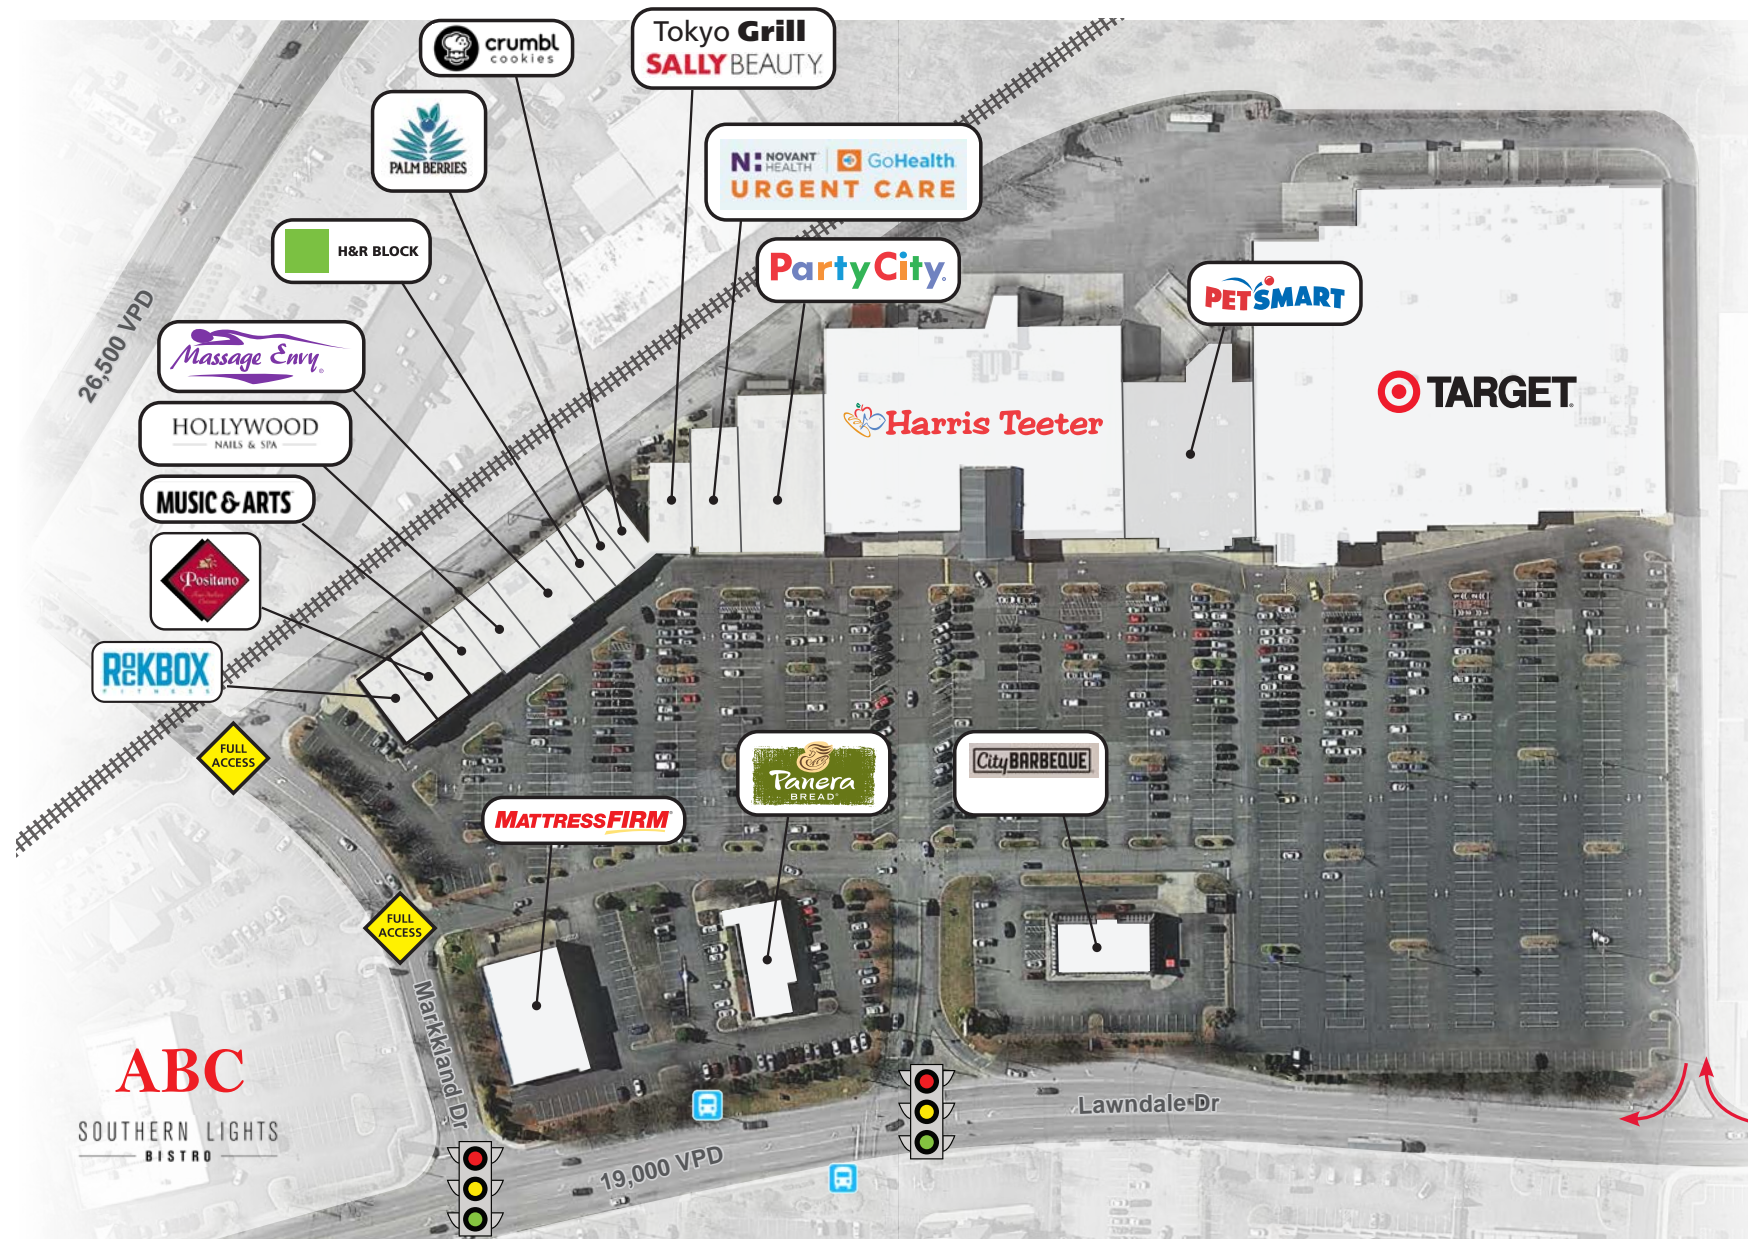 crumbl
cookies
Tokyo Grill
SALLY BEAUTY
PALM BERRIES
NOVANT HEALTH
GoHealth
URGENT CARE
H&R BLOCK
Party City
PETSMART
26,500 VPD
Massage Envy
TARGET
HOLLYWOOD
NAILS & SPA
Harris Teeter
MUSIC & ARTS
Positano
ROCKBOX
FITNESS
FULL
ACCESS
Panera
BREAD
City BARBEQUE
MATTRESS FIRM
FULL
ACCESS
Markland Dr
ABC
SOUTHERN LIGHTS
BISTRO
Lawndale Dr
19,000 VPD